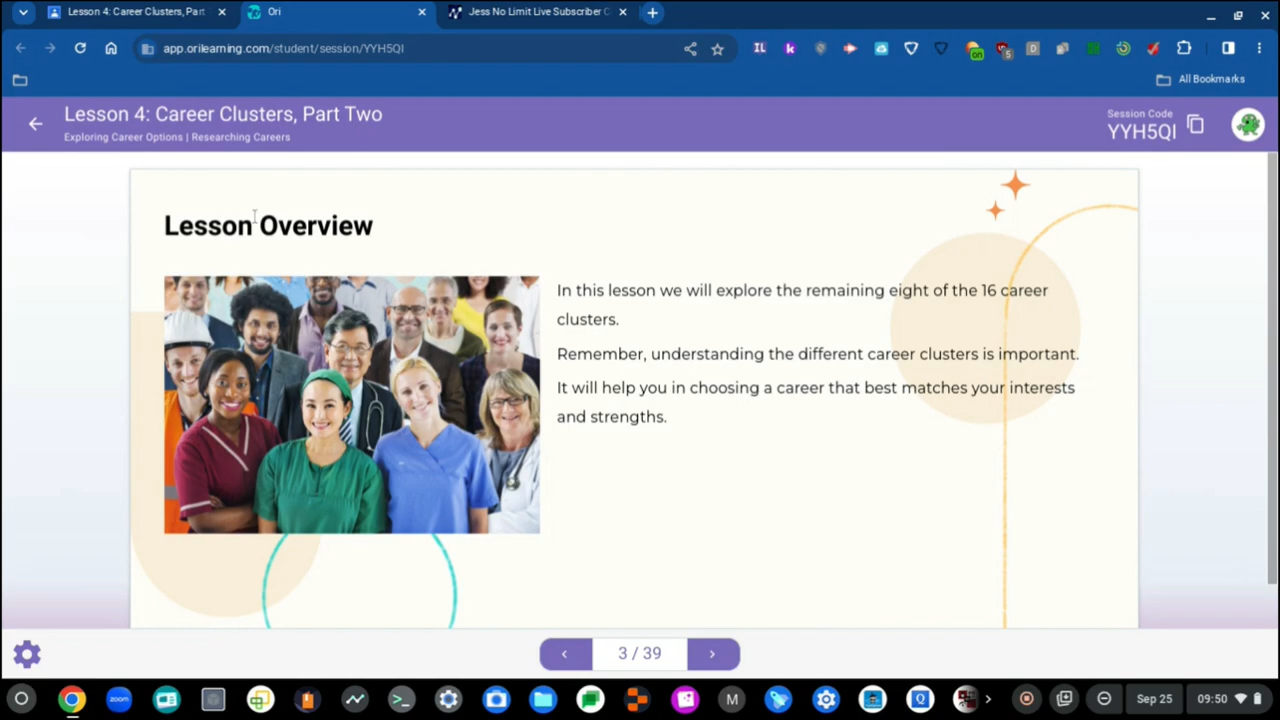 Lesson 4: Career Clusters, Part
Ori
Jess No Limit Live Subscriber C
app.orilearning.com/student/session/YYH5QI
IL
k
on
5
D
All Bookmarks
Lesson 4: Career Clusters, Part Two
Exploring Career Options | Researching Careers
Session Code
YYH5QI
Lesson Overview
In this lesson we will explore the remaining eight of the 16 career
clusters.
Remember, understanding the different career clusters is important.
It will help you in choosing a career that best matches your interests
and strengths.
3 / 39
zoom
M
Q
Sep 25
09:50